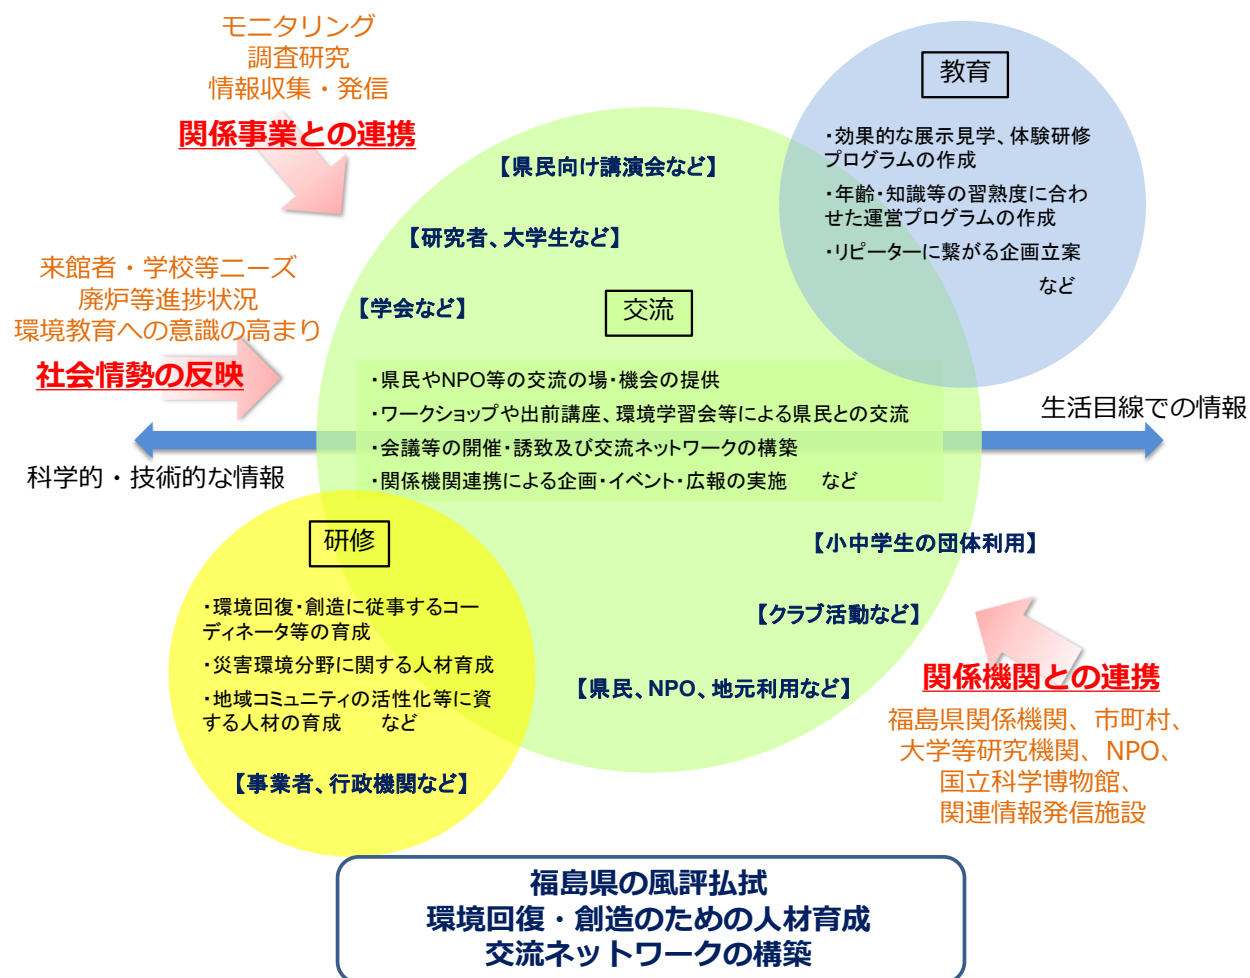 モニタリング
調査研究
情報収集・発信
関係事業との連携
教育
・効果的な展示見学、体験研修
プログラムの作成
・年齢・知識等の習熟度に合わ
せた運営プログラムの作成
・リピーターに繋がる企画立案
など
【県民向け講演会など】
【研究者、大学生など】
【学会など】
来館者・学校等ニーズ
廃炉等進捗状況
環境教育への意識の高まり
社会情勢の反映
交流
・県民やNPO等の交流の場・機会の提供
・ワークショップや出前講座、環境学習会等による県民との交流
・会議等の開催・誘致及び交流ネットワークの構築
・関係機関連携による企画・イベント・広報の実施　など
生活目線での情報
科学的・技術的な情報
研修
・環境回復・創造に従事するコー
ディネータ等の育成
・災害環境分野に関する人材育成
・地域コミュニティの活性化等に資
する人材の育成　など
【事業者、行政機関など】
【小中学生の団体利用】
【クラブ活動など】
【県民、NPO、地元利用など】
関係機関との連携
福島県関係機関、市町村、
大学等研究機関、NPO、
国立科学博物館、
関連情報発信施設
福島県の風評払拭
環境回復・創造のための人材育成
交流ネットワークの構築